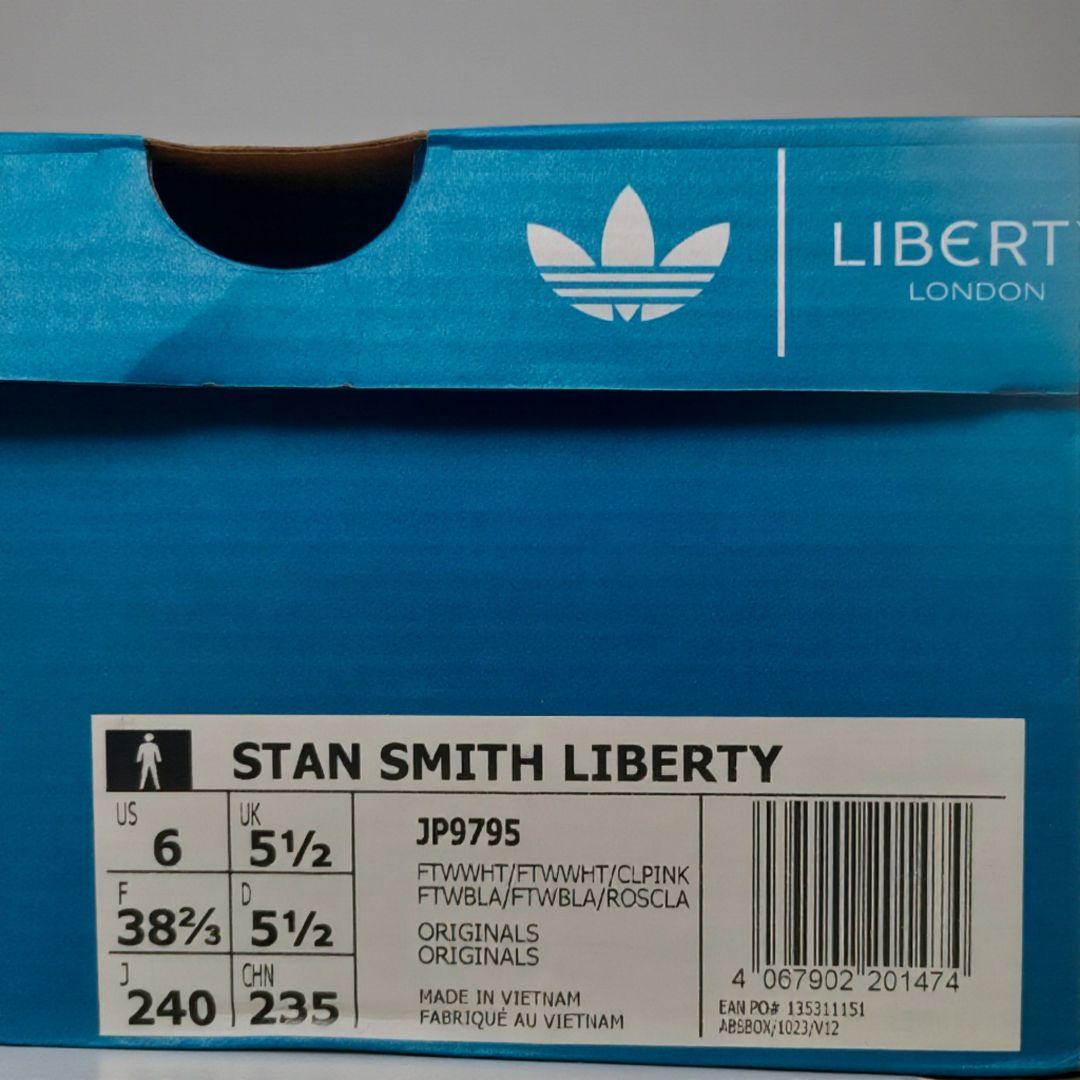 LIBERTY
LONDON
STAN SMITH LIBERTY
US 6
UK 5½
F 38⅔
D 5½
J 240
CHN 235
JP9795
FTWWHT/FTWWHT/CLPINK
FTWBLA/FTWBLA/ROSCLA
ORIGINALS
ORIGINALS
MADE IN VIETNAM
FABRIQUÉ AU VIETNAM
4 067902 201474
EAN PO# 135311151
ABSBOX/1023/V12